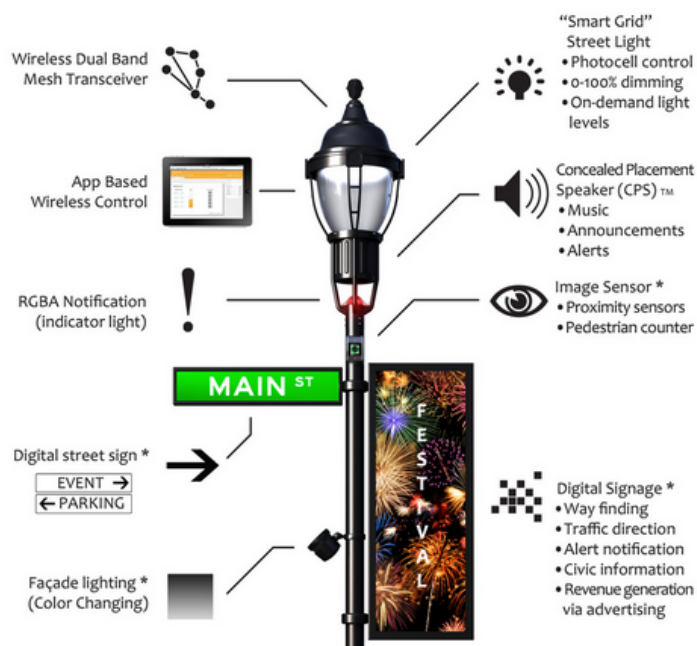 Wireless Dual Band
Mesh Transceiver
App Based
Wireless Control
RGBA Notification
(indicator light)
MAIN ST
Digital street sign *
EVENT →
← PARKING
Façade lighting *
(Color Changing)
"Smart Grid"
Street Light
• Photocell control
• 0-100% dimming
• On-demand light
levels
Concealed Placement
Speaker (CPS) TM
• Music
• Announcements
• Alerts
Image Sensor *
• Proximity sensors
• Pedestrian counter
FESTIVAL
Digital Signage *
• Way finding
• Traffic direction
• Alert notification
• Civic information
• Revenue generation
via advertising